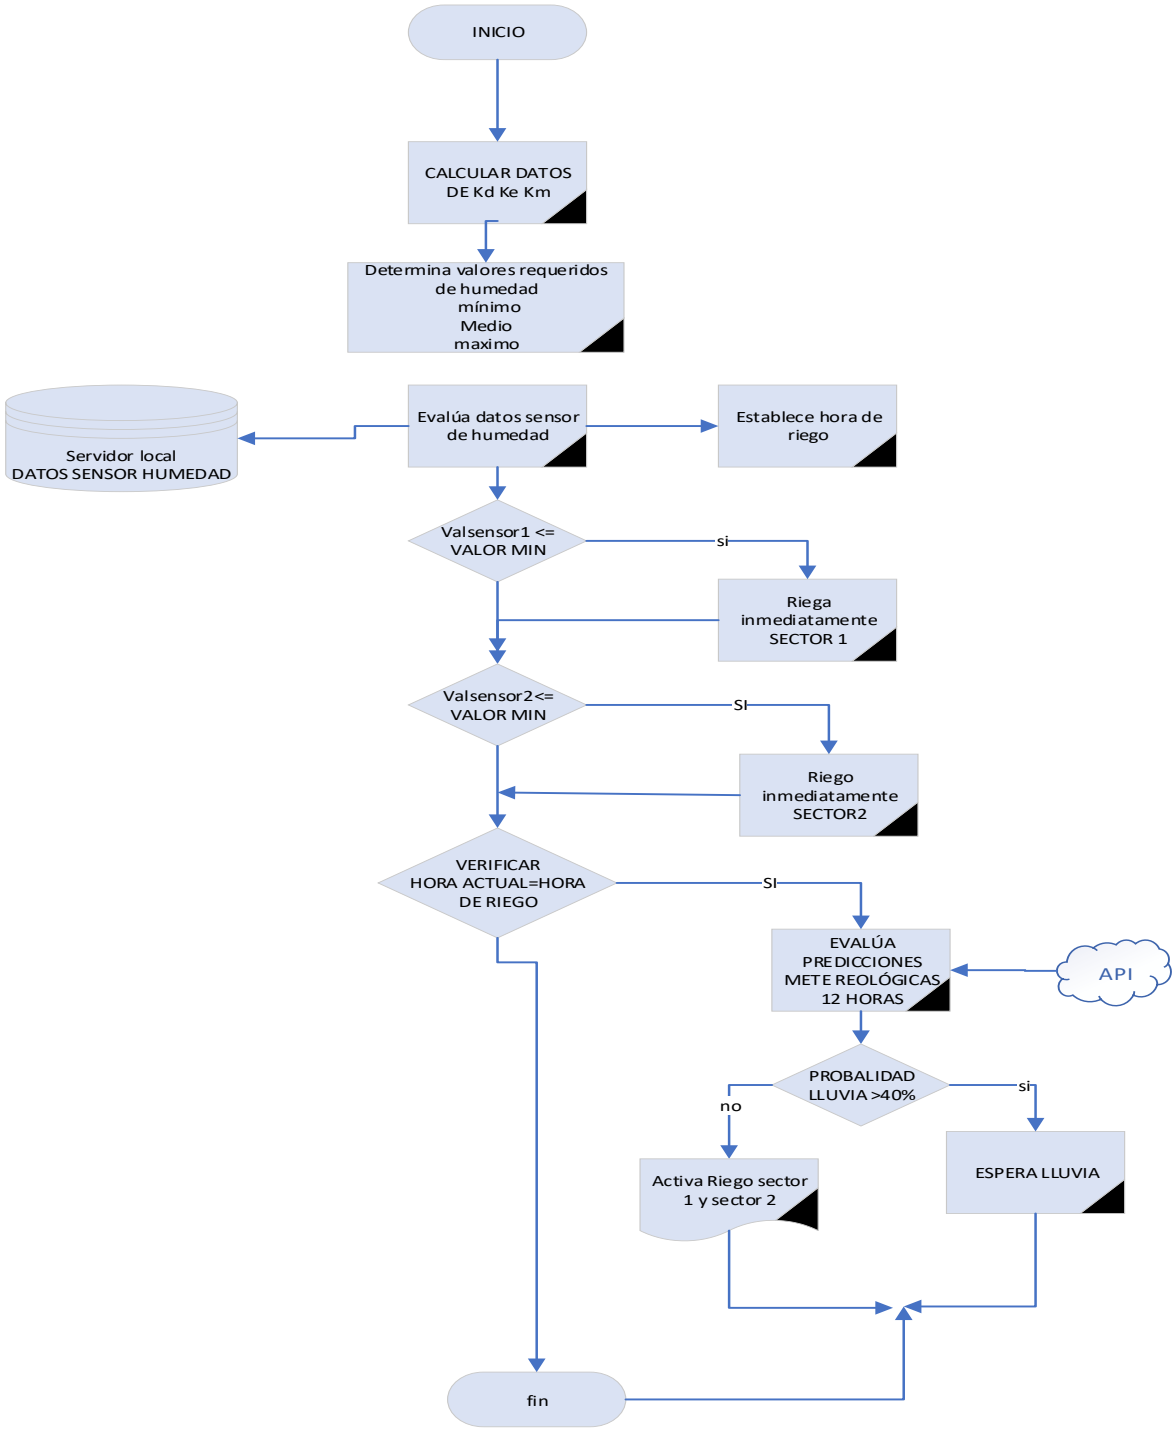 INICIO
CALCULAR DATOS
DE Kd Ke Km
Determina valores requeridos
de humedad
mínimo
Medio
maximo
Servidor local
DATOS SENSOR HUMEDAD
Evalúa datos sensor
de humedad
Establece hora de
riego
Valsensor1 <=
VALOR MIN
si
Riega
inmediatamente
SECTOR 1
Valsensor2<=
VALOR MIN
SI
Riego
inmediatamente
SECTOR2
VERIFICAR
HORA ACTUAL=HORA
DE RIEGO
SI
EVALÚA
PREDICCIONES
METE REOLÓGICAS
12 HORAS
API
PROBALIDAD
LLUVIA >40%
no
si
Activa Riego sector
1 y sector 2
ESPERA LLUVIA
fin